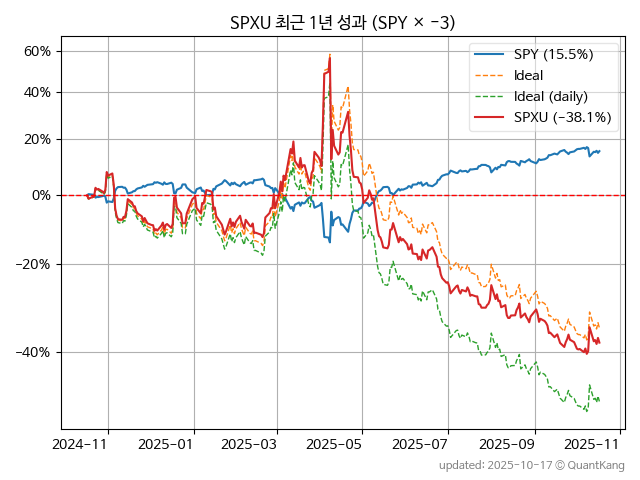 SPXU 최근 1년 성과 (SPY × −3)
60%
40%
20%
0%
−20%
−40%
SPY (15.5%)
Ideal
Ideal (daily)
SPXU (−38.1%)
2024-11
2025-01
2025-03
2025-05
2025-07
2025-09
2025-11
updated: 2025-10-17 © QuantKang